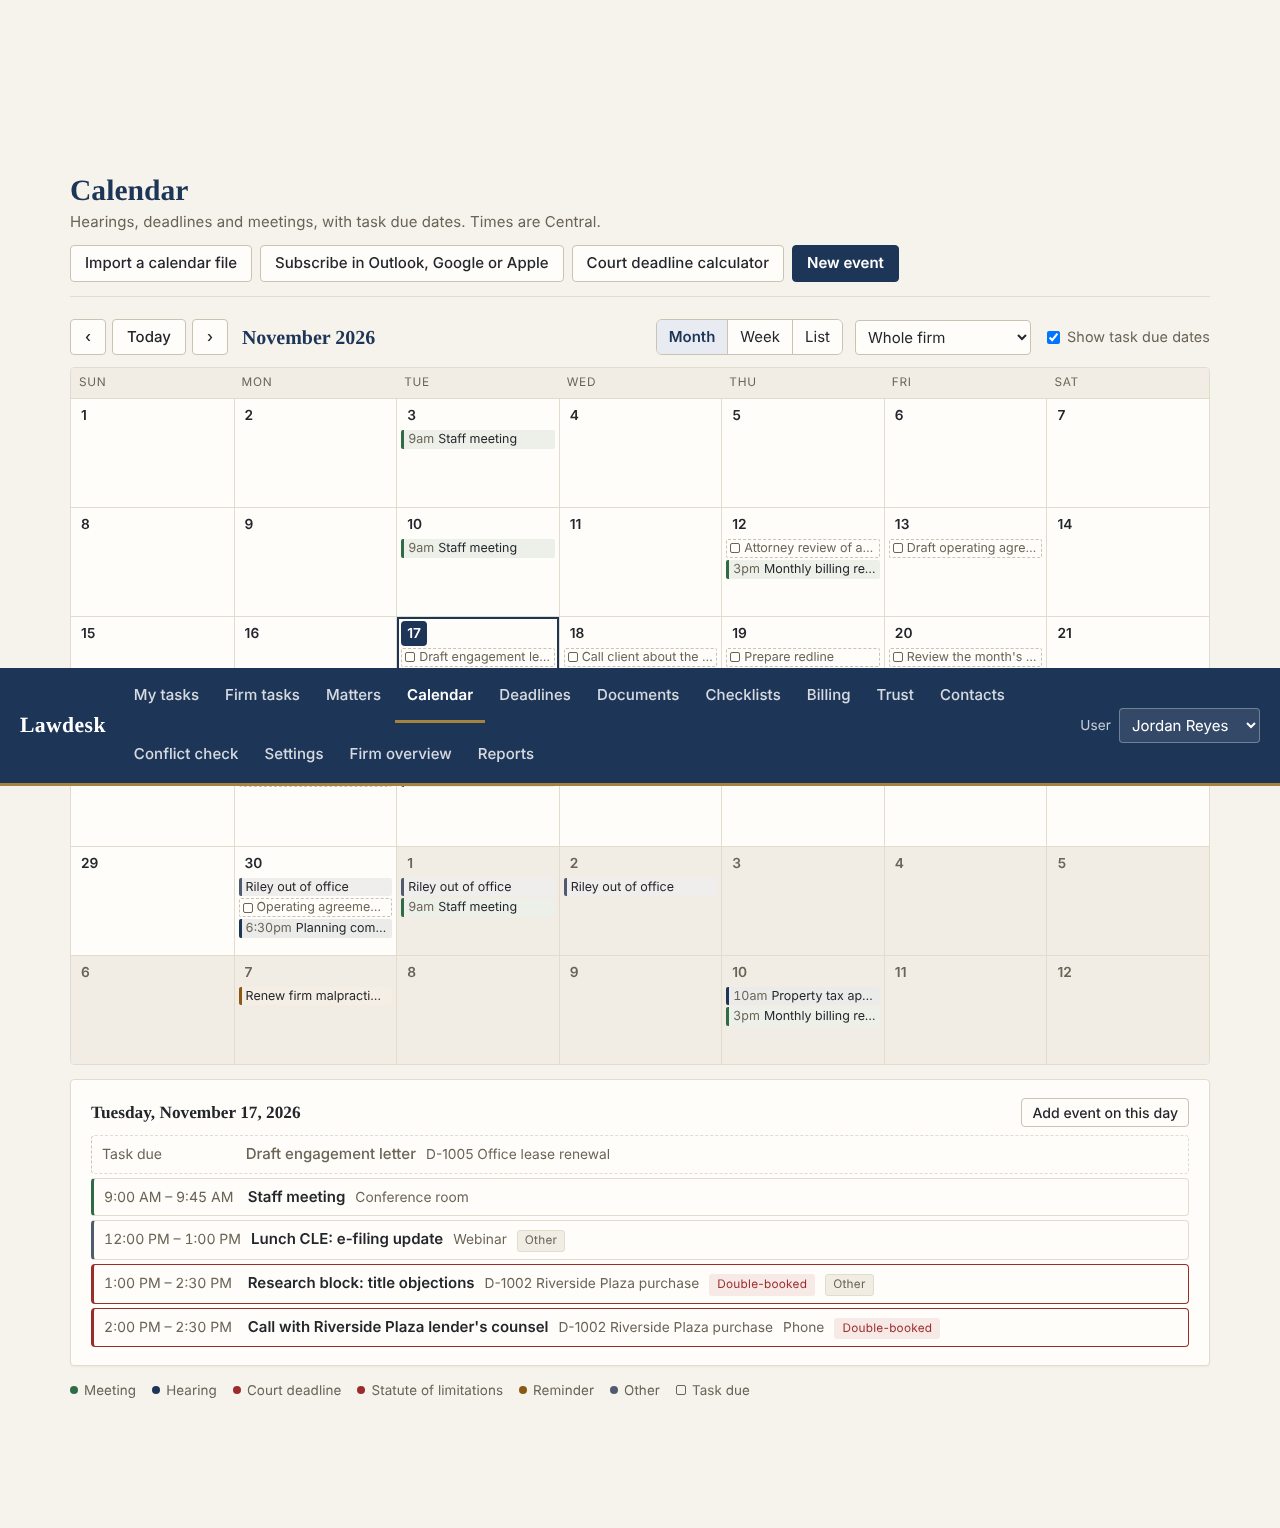 Calendar
Hearings, deadlines and meetings, with task due dates. Times are Central.
Import a calendar file Subscribe in Outlook, Google or Apple Court deadline calculator New event
‹ Today › November 2026 Month Week List Whole firm Show task due dates
SUN MON TUE WED THU FRI SAT
1 2 3 4 5 6 7
9am Staff meeting
8 9 10 11 12 13 14
9am Staff meeting Attorney review of a... Draft operating agre...
3pm Monthly billing re...
15 16 17 18 19 20 21
Draft engagement le... Call client about the ... Prepare redline Review the month's ...
Lawdesk My tasks Firm tasks Matters Calendar Deadlines Documents Checklists Billing Trust Contacts
Conflict check Settings Firm overview Reports
User Jordan Reyes
29 30 1 2 3 4 5
Riley out of office Riley out of office Riley out of office
Operating agreeme... 9am Staff meeting
6:30pm Planning com...
6 7 8 9 10 11 12
Renew firm malpracti... 10am Property tax ap...
3pm Monthly billing re...
Tuesday, November 17, 2026 Add event on this day
Task due Draft engagement letter D-1005 Office lease renewal
9:00 AM – 9:45 AM Staff meeting Conference room
12:00 PM – 1:00 PM Lunch CLE: e-filing update Webinar Other
1:00 PM – 2:30 PM Research block: title objections D-1002 Riverside Plaza purchase Double-booked Other
2:00 PM – 2:30 PM Call with Riverside Plaza lender's counsel D-1002 Riverside Plaza purchase Phone Double-booked
Meeting Hearing Court deadline Statute of limitations Reminder Other Task due